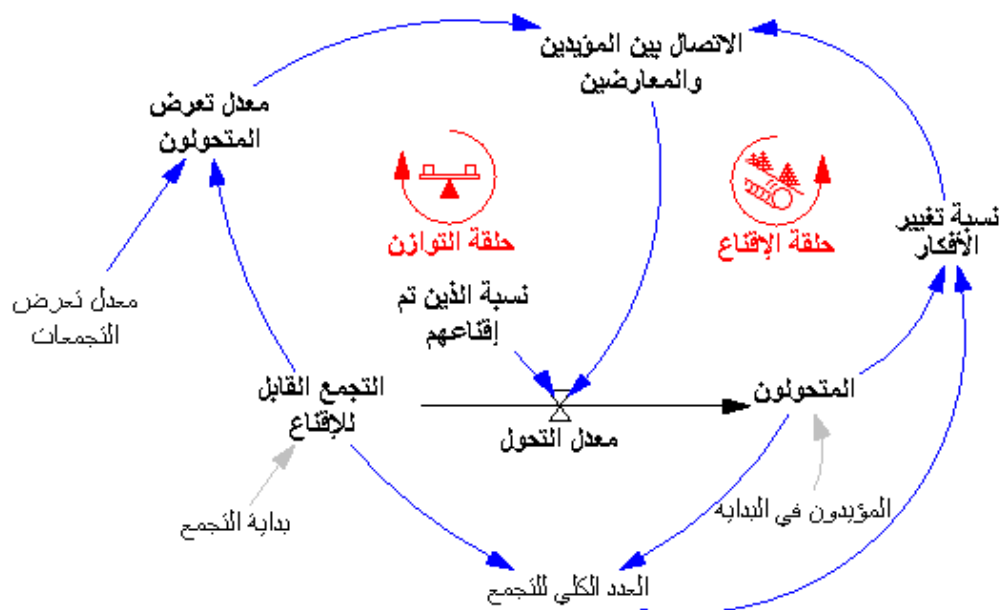 الاتصال بين المؤيدين
والمعارضين
معدل تعرض
المتحولون
حلقة التوازن
حلقة الإقناع
نسبة تغيير
الأفكار
معدل تعرض
التجمعات
نسبة الذين تم
إقناعهم
التجمع القابل
للإقناع
معدل التحول
المتحولون
بداية التجمع
المؤيدون في البداية
العدد الكلي للتجمع